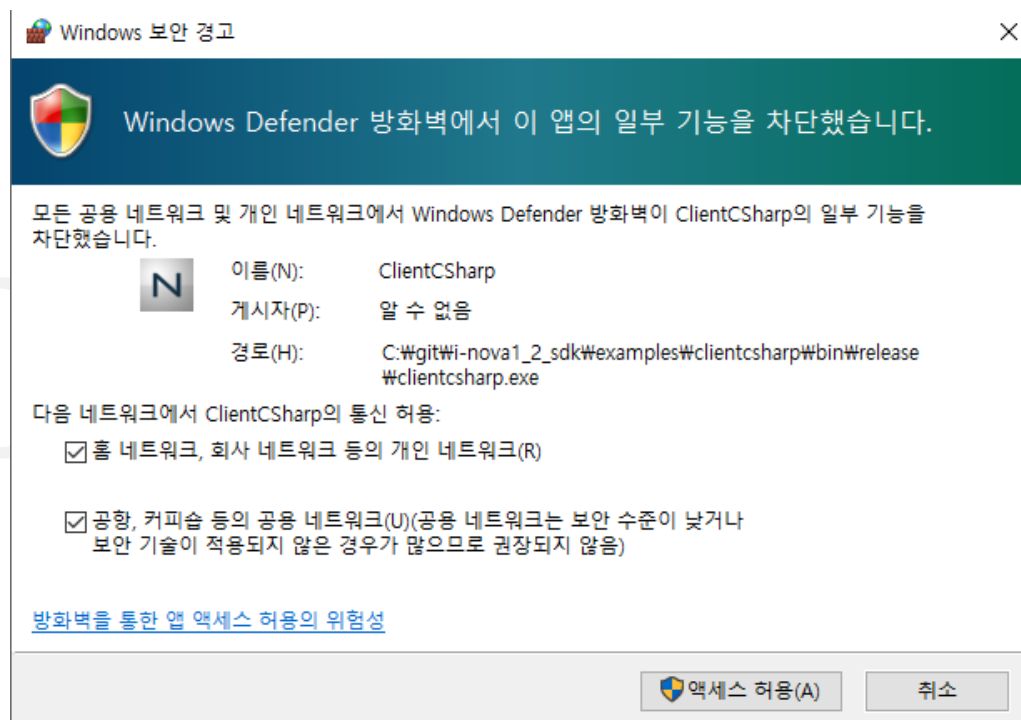 Windows 보안 경고
Windows Defender 방화벽에서 이 앱의 일부 기능을 차단했습니다.
모든 공용 네트워크 및 개인 네트워크에서 Windows Defender 방화벽이 ClientCSharp의 일부 기능을
차단했습니다.
N
이름(N): ClientCSharp
게시자(P): 알 수 없음
경로(H): C:₩git₩i-nova1_2_sdk₩examples₩clientcsharp₩bin₩release
₩clientcsharp.exe
다음 네트워크에서 ClientCSharp의 통신 허용:
홈 네트워크, 회사 네트워크 등의 개인 네트워크(R)
공항, 커피숍 등의 공용 네트워크(U)(공용 네트워크는 보안 수준이 낮거나
보안 기술이 적용되지 않은 경우가 많으므로 권장되지 않음)
방화벽을 통한 앱 액세스 허용의 위험성
액세스 허용(A)
취소